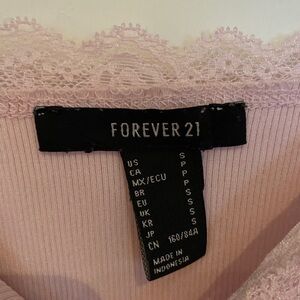 FOREVER 21
US S
CA P
MX/ECU P
BR P
EU S
UK S
KR S
JP S
CN 160/84A
MADE IN
INDONESIA